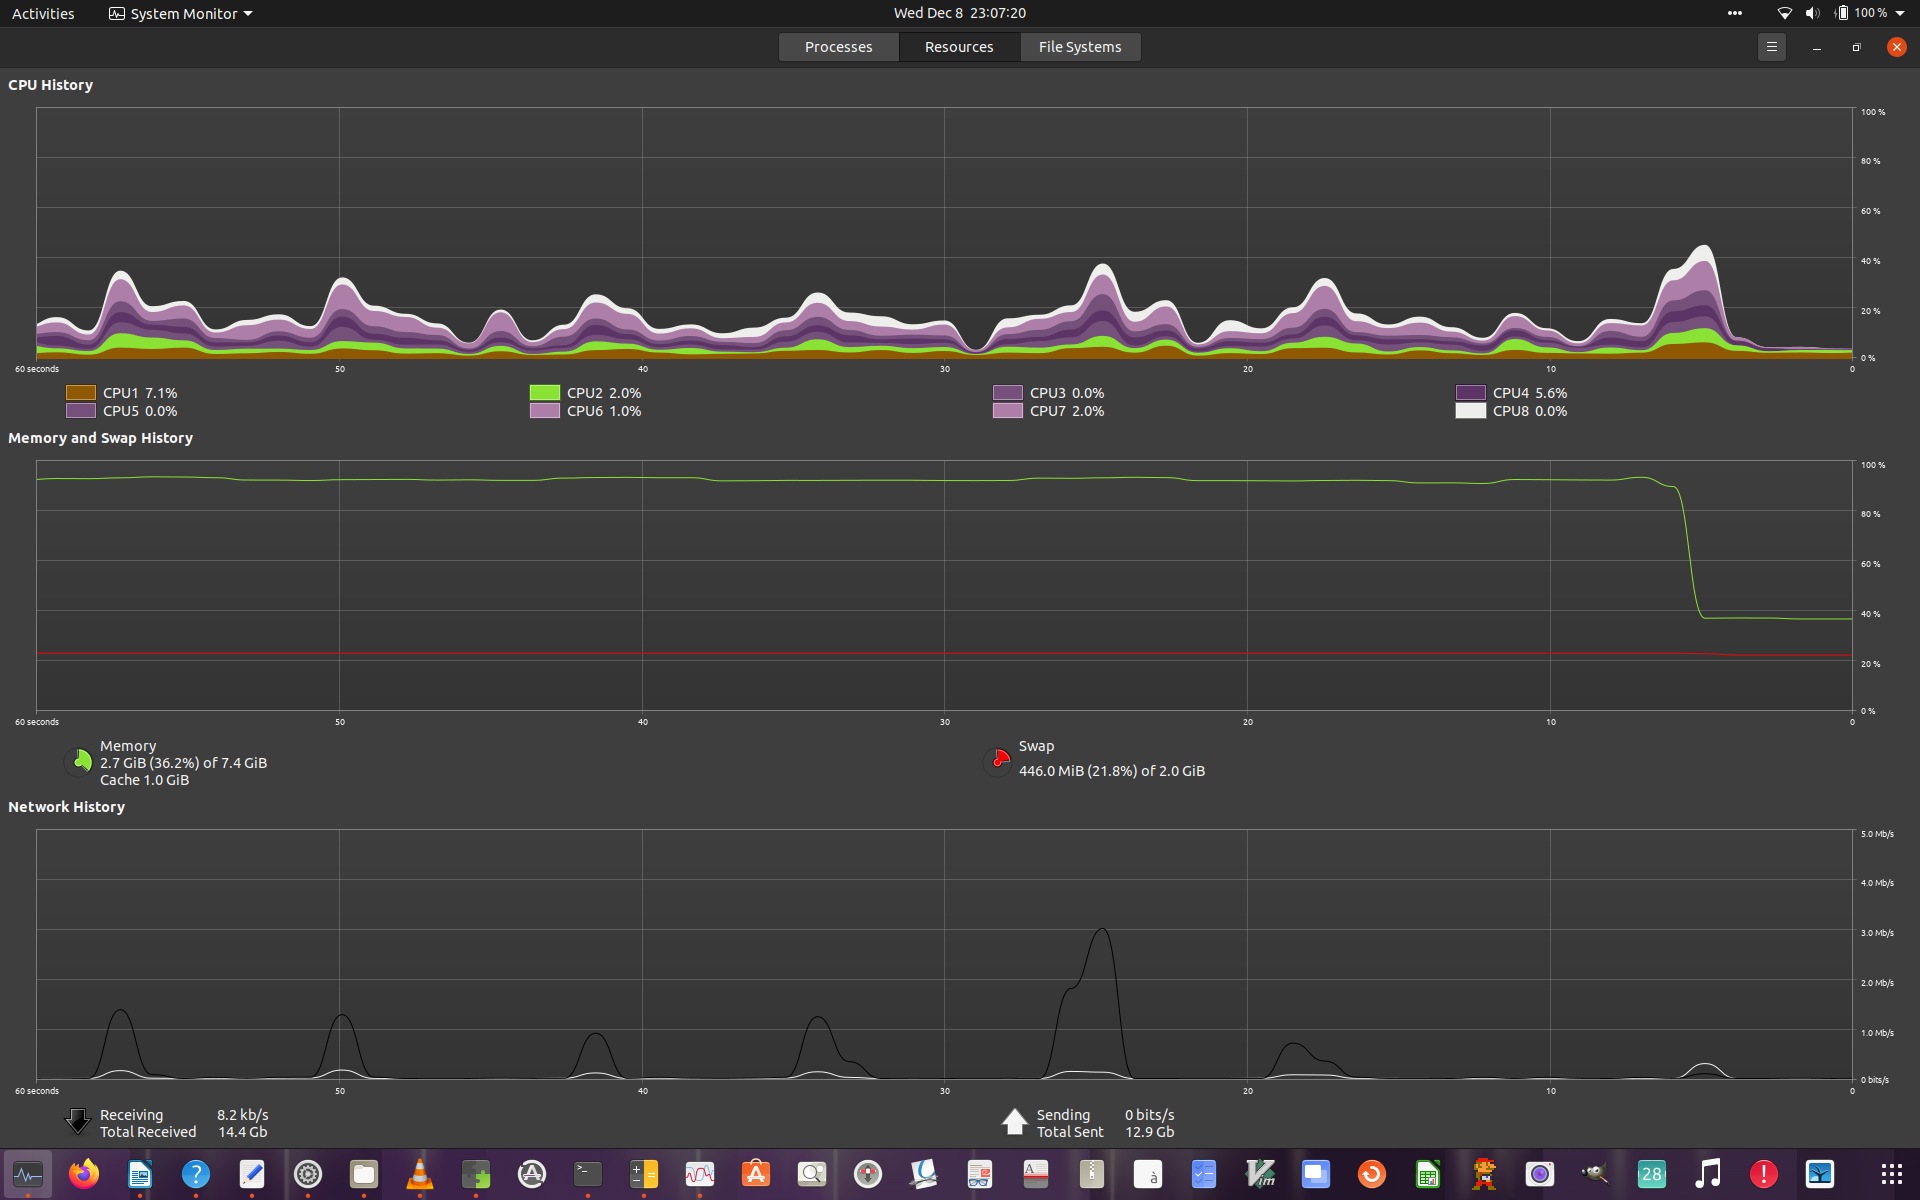 Activities System Monitor Wed Dec 8 23:07:20 100 %
Processes Resources File Systems
CPU History
100 %
80 %
60 %
40 %
20 %
0 %
60 seconds 50 40 30 20 10 0
CPU1 7.1% CPU2 2.0% CPU3 0.0% CPU4 5.6%
CPU5 0.0% CPU6 1.0% CPU7 2.0% CPU8 0.0%
Memory and Swap History
100 %
80 %
60 %
40 %
20 %
0 %
60 seconds 50 40 30 20 10 0
Memory
2.7 GiB (36.2%) of 7.4 GiB
Cache 1.0 GiB
Swap
446.0 MiB (21.8%) of 2.0 GiB
Network History
5.0 Mb/s
4.0 Mb/s
3.0 Mb/s
2.0 Mb/s
1.0 Mb/s
0 bits/s
60 seconds 50 40 30 20 10 0
Receiving 8.2 kb/s Sending 0 bits/s
Total Received 14.4 Gb Total Sent 12.9 Gb
? >_ A à Vim 28 !